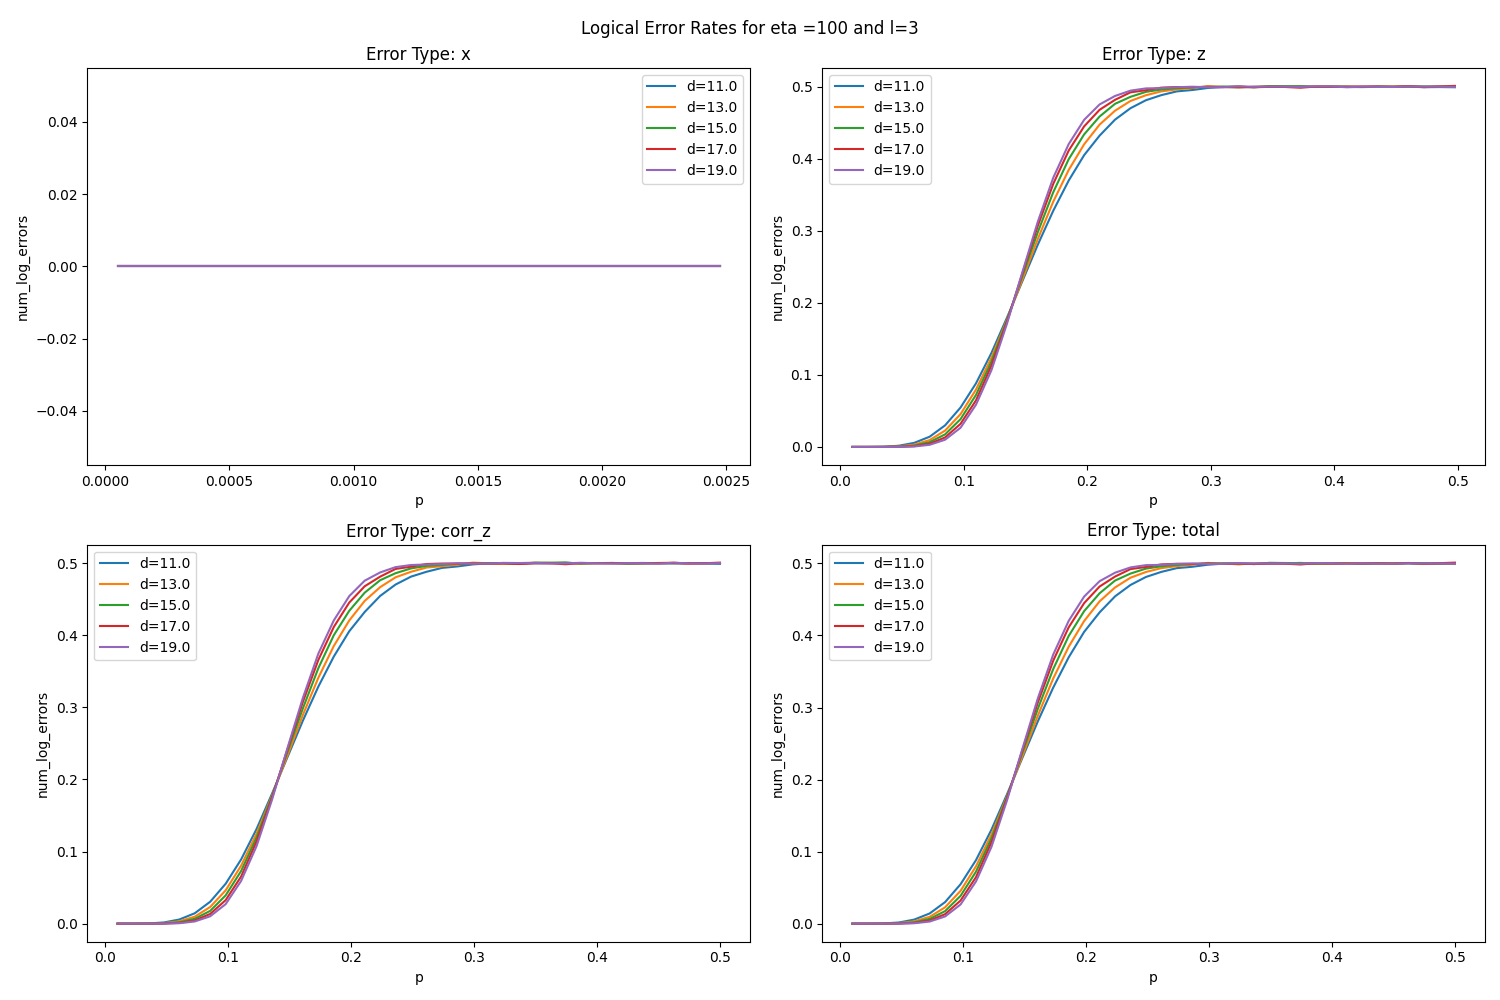 Logical Error Rates for eta =100 and l=3
Error Type: x
num_log_errors
0.04
0.02
0.00
−0.02
−0.04
d=11.0
d=13.0
d=15.0
d=17.0
d=19.0
0.0000 0.0005 0.0010 0.0015 0.0020 0.0025
p
Error Type: z
num_log_errors
0.5
0.4
0.3
0.2
0.1
0.0
d=11.0
d=13.0
d=15.0
d=17.0
d=19.0
0.0 0.1 0.2 0.3 0.4 0.5
p
Error Type: corr_z
num_log_errors
0.5
0.4
0.3
0.2
0.1
0.0
d=11.0
d=13.0
d=15.0
d=17.0
d=19.0
0.0 0.1 0.2 0.3 0.4 0.5
p
Error Type: total
num_log_errors
0.5
0.4
0.3
0.2
0.1
0.0
d=11.0
d=13.0
d=15.0
d=17.0
d=19.0
0.0 0.1 0.2 0.3 0.4 0.5
p